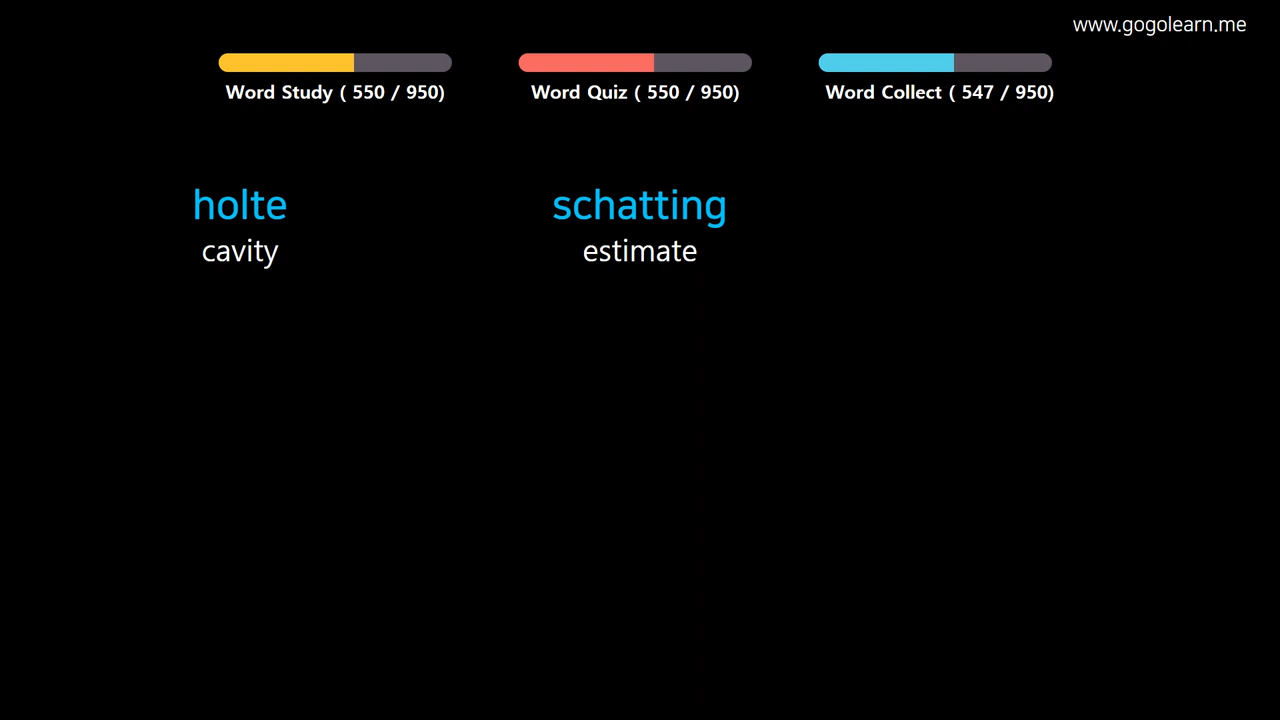 www.gogolearn.me
Word Study ( 550 / 950)
Word Quiz ( 550 / 950)
Word Collect ( 547 / 950)
holte
cavity
schatting
estimate